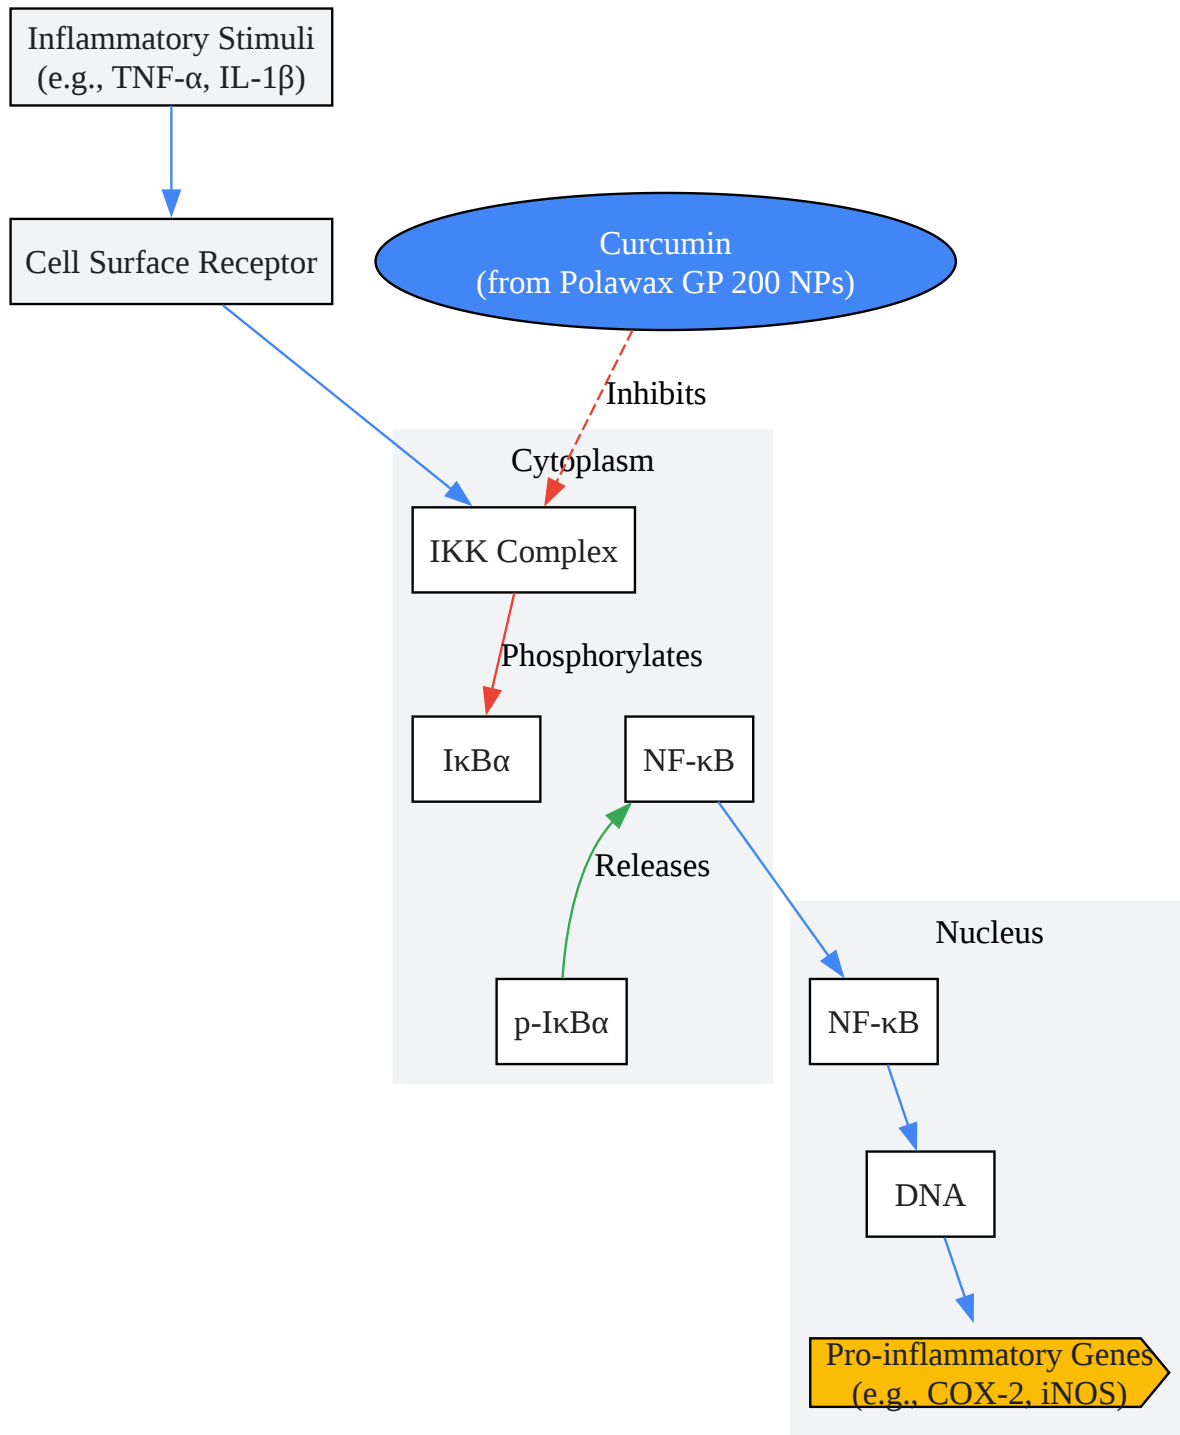 Inflammatory Stimuli
(e.g., TNF-α, IL-1β)
Cell Surface Receptor
Curcumin
(from Polawax GP 200 NPs)
Inhibits
Cytoplasm
IKK Complex
Phosphorylates
IκBα
NF-κB
Releases
Nucleus
p-IκBα
NF-κB
DNA
Pro-inflammatory Genes
(e.g., COX-2, iNOS)